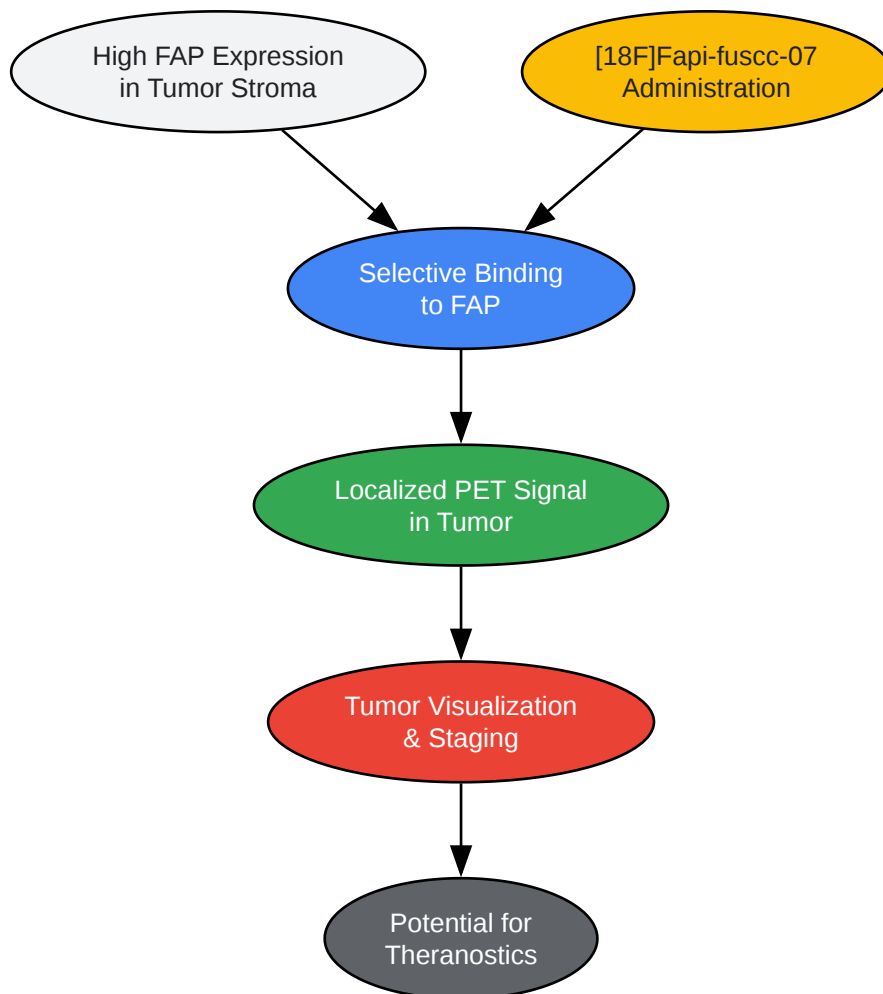 High FAP Expression
in Tumor Stroma
[18F]Fapi-fuscc-07
Administration
Selective Binding
to FAP
Localized PET Signal
in Tumor
Tumor Visualization
& Staging
Potential for
Theranostics